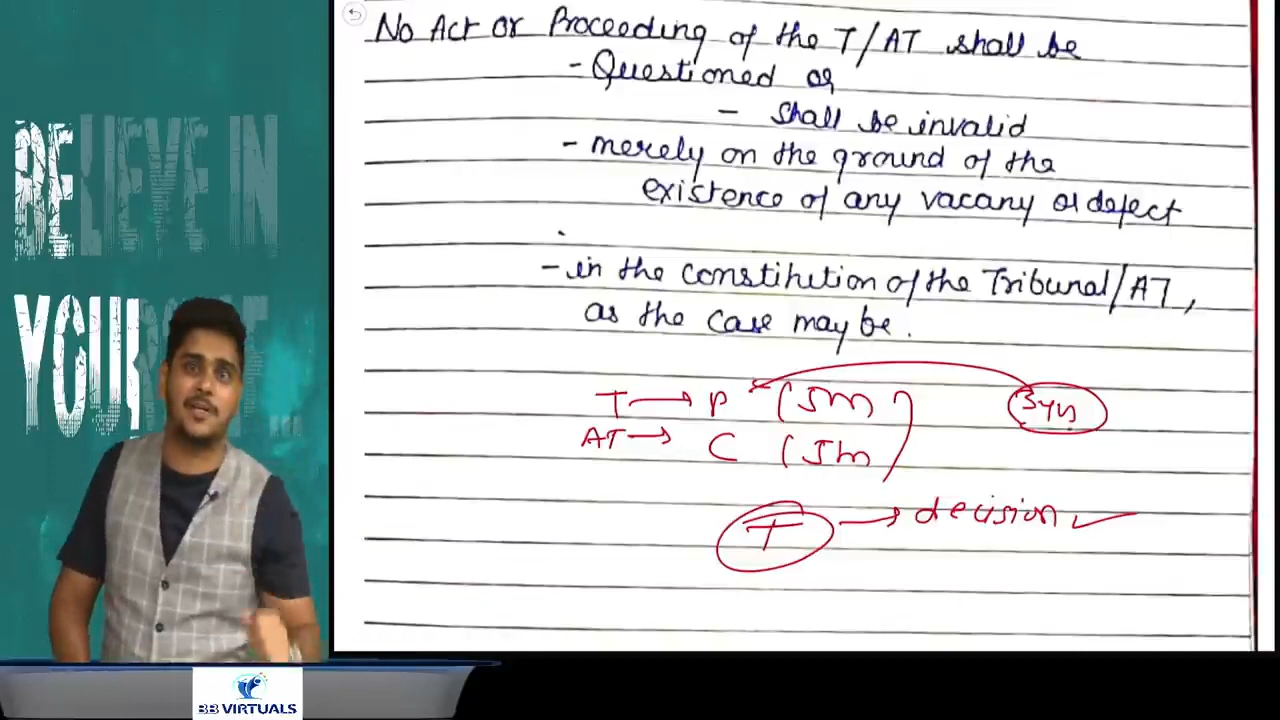 No Act or Proceeding of the T/AT shall be
- Questioned or
- shall be invalid
- merely on the ground of the
existence of any vacany or defect
- in the constitution of the Tribunal/AT,
as the case may be.
T → P (Jm)
3yrs
AT → C (Jm)
T → decision ✓
BELIEVE IN
YOUR
BB VIRTUALS